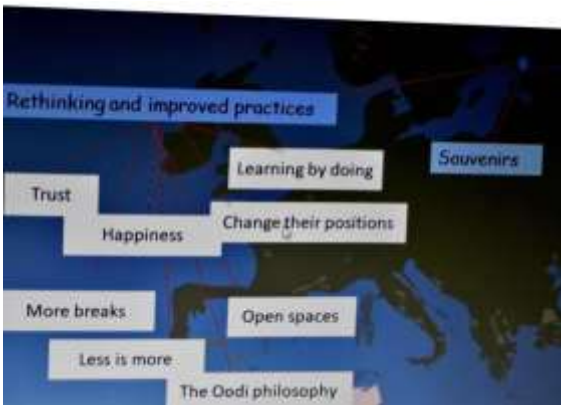 Rethinking and improved practices
Learning by doing
Souvenirs
Trust
Change their positions
Happiness
More breaks
Open spaces
Less is more
The Oodi philosophy